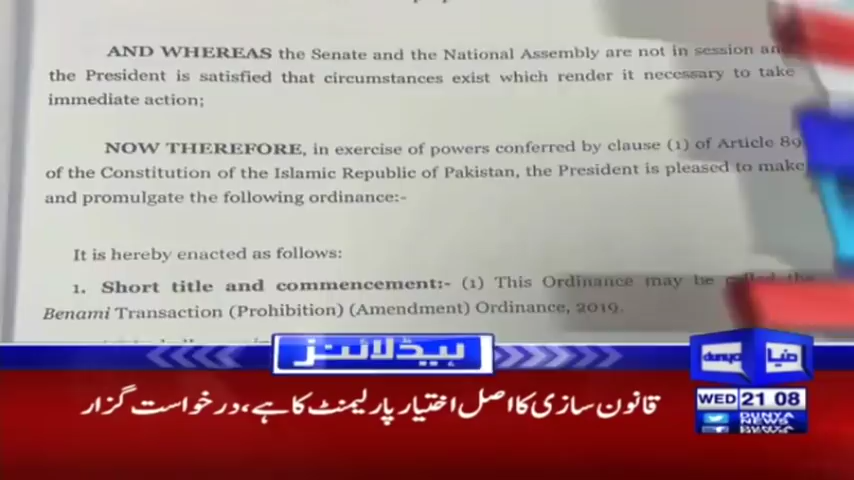 AND WHEREAS the Senate and the National Assembly are not in session and
the President is satisfied that circumstances exist which render it necessary to take
immediate action;
NOW THEREFORE, in exercise of powers conferred by clause (1) of Article 89
of the Constitution of the Islamic Republic of Pakistan, the President is pleased to make
and promulgate the following ordinance:-
It is hereby enacted as follows:
1. Short title and commencement:- (1) This Ordinance may be called the
Benami Transaction (Prohibition) (Amendment) Ordinance, 2019.
ہیڈلائنز
dunya دنیا
قانون سازی کا اصل اختیار پارلیمنٹ کا ہے، درخواست گزار
WED 21 08
DUNYA
NEWS